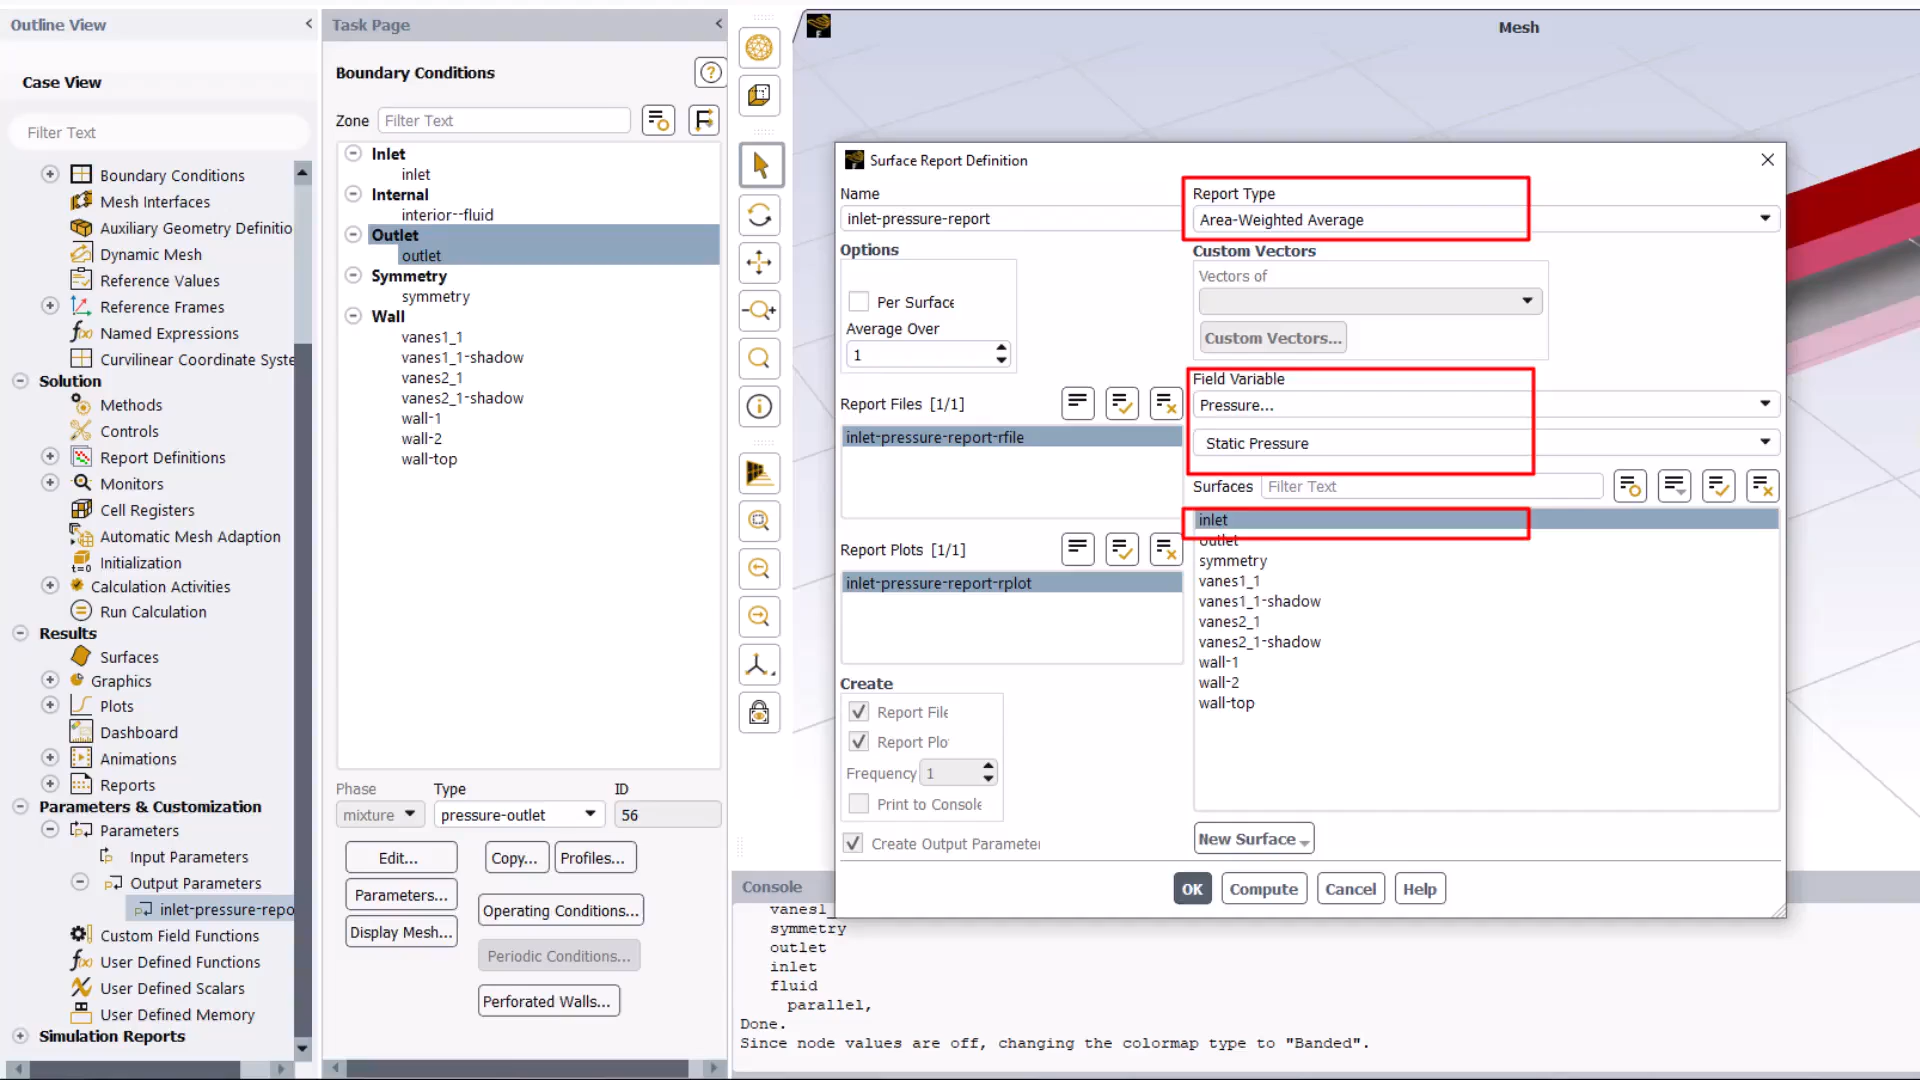 Outline View
Case View
Filter Text
Boundary Conditions
Mesh Interfaces
Auxiliary Geometry Definitio
Dynamic Mesh
Reference Values
Reference Frames
Named Expressions
Curvilinear Coordinate Syste
Solution
Methods
Controls
Report Definitions
Monitors
Cell Registers
Automatic Mesh Adaption
Initialization
Calculation Activities
Run Calculation
Results
Surfaces
Graphics
Plots
Dashboard
Animations
Reports
Parameters & Customization
Parameters
Input Parameters
Output Parameters
inlet-pressure-repo
Custom Field Functions
User Defined Functions
User Defined Scalars
User Defined Memory
Simulation Reports
Task Page
Boundary Conditions
Zone Filter Text
Inlet
inlet
Internal
interior--fluid
Outlet
outlet
Symmetry
symmetry
Wall
vanes1_1
vanes1_1-shadow
vanes2_1
vanes2_1-shadow
wall-1
wall-2
wall-top
Phase Type ID
mixture pressure-outlet 56
Edit... Copy... Profiles...
Parameters... Operating Conditions...
Display Mesh... Periodic Conditions...
Perforated Walls...
Mesh
Surface Report Definition
Name
inlet-pressure-report
Options
Per Surface
Average Over
1
Report Files [1/1]
inlet-pressure-report-rfile
Report Plots [1/1]
inlet-pressure-report-rplot
Create
Report File
Report Plo
Frequency 1
Print to Console
Create Output Parameter
Report Type
Area-Weighted Average
Custom Vectors
Vectors of
Custom Vectors...
Field Variable
Pressure...
Static Pressure
Surfaces Filter Text
inlet
outlet
symmetry
vanes1_1
vanes1_1-shadow
vanes2_1
vanes2_1-shadow
wall-1
wall-2
wall-top
New Surface
OK Compute Cancel Help
Console
vanes1_
symmetry
outlet
inlet
fluid
parallel,
Done.
Since node values are off, changing the colormap type to "Banded".